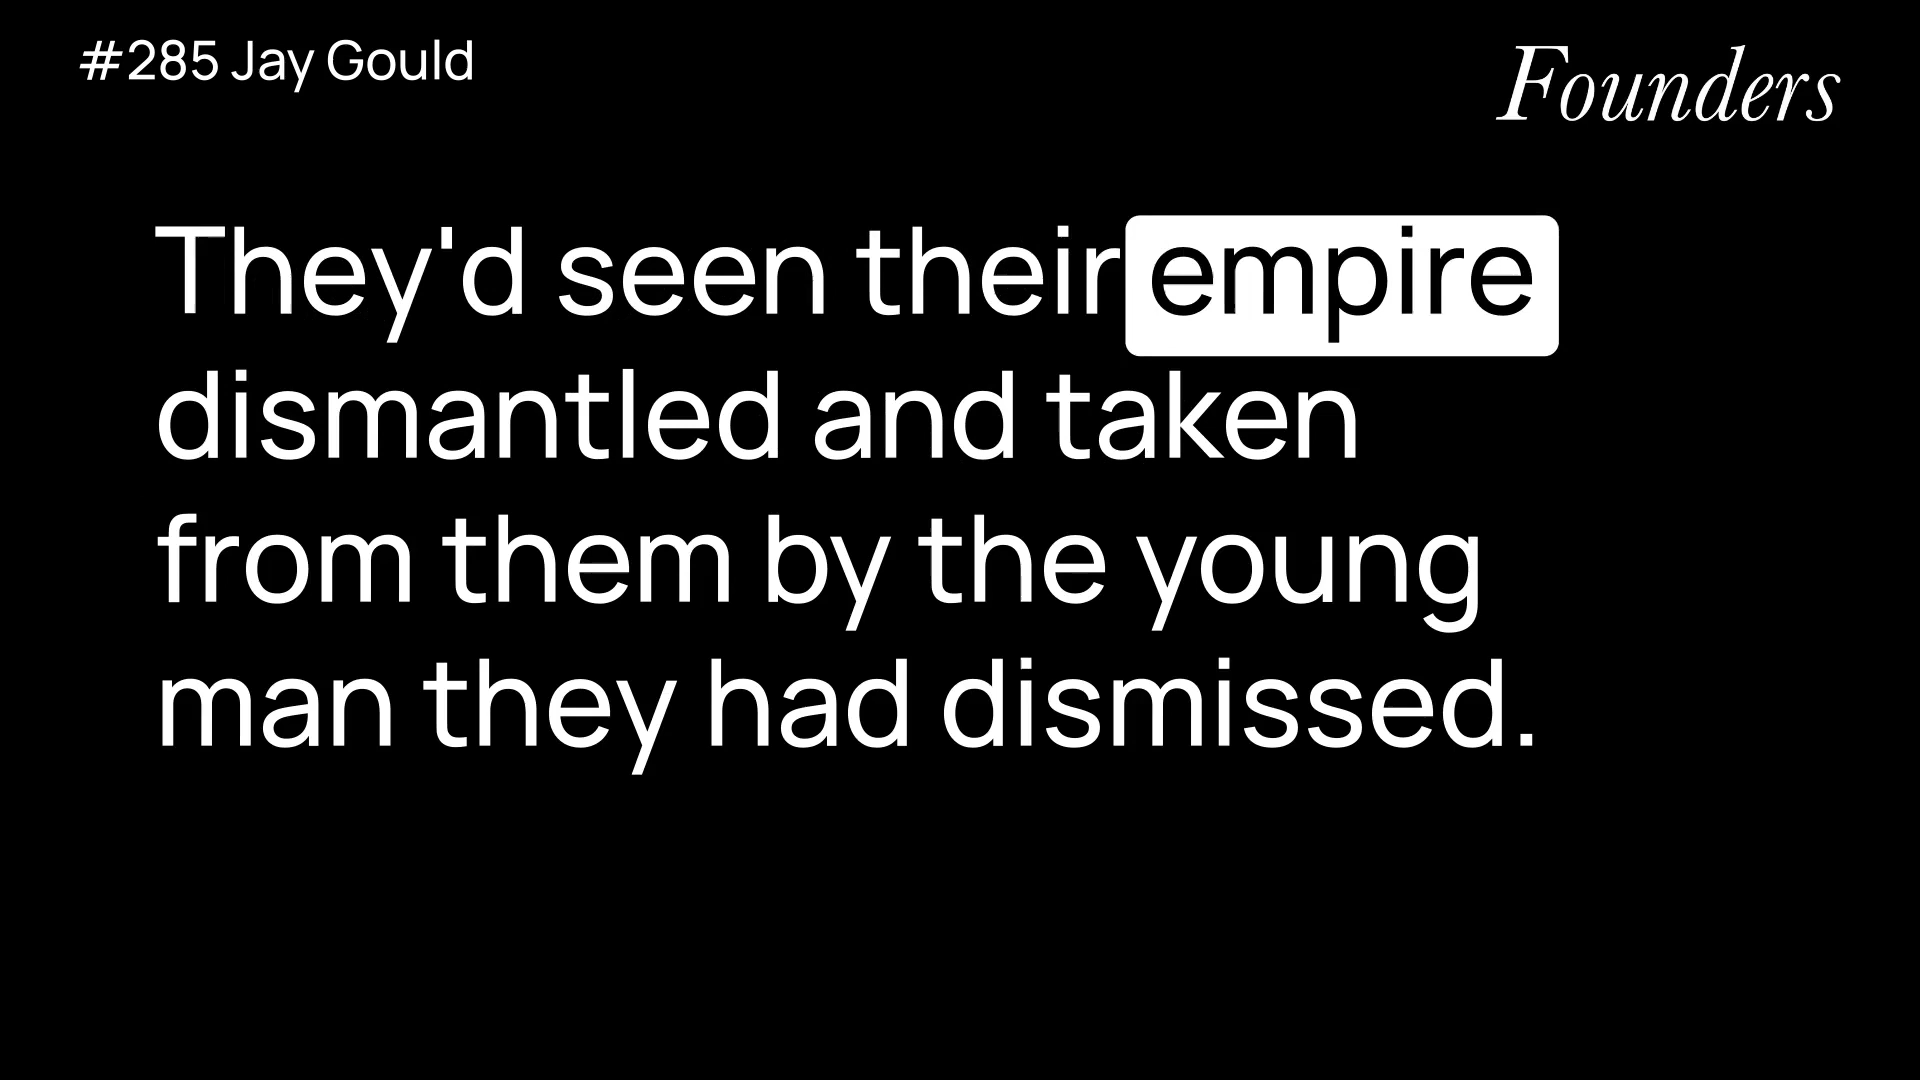 #285 Jay Gould
Founders
They'd seen their empire
dismantled and taken
from them by the young
man they had dismissed.